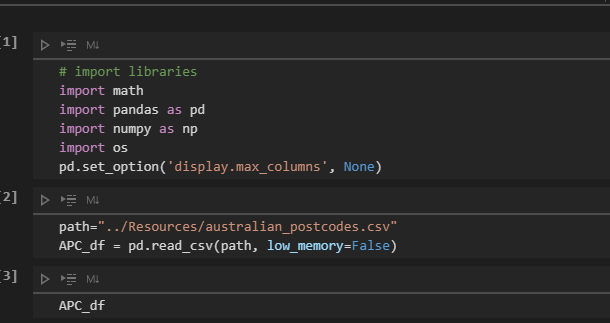 [1]
M↓
# import libraries
import math
import pandas as pd
import numpy as np
import os
pd.set_option('display.max_columns', None)
[2]
M↓
path="../Resources/australian_postcodes.csv"
APC_df = pd.read_csv(path, low_memory=False)
[3]
M↓
APC_df